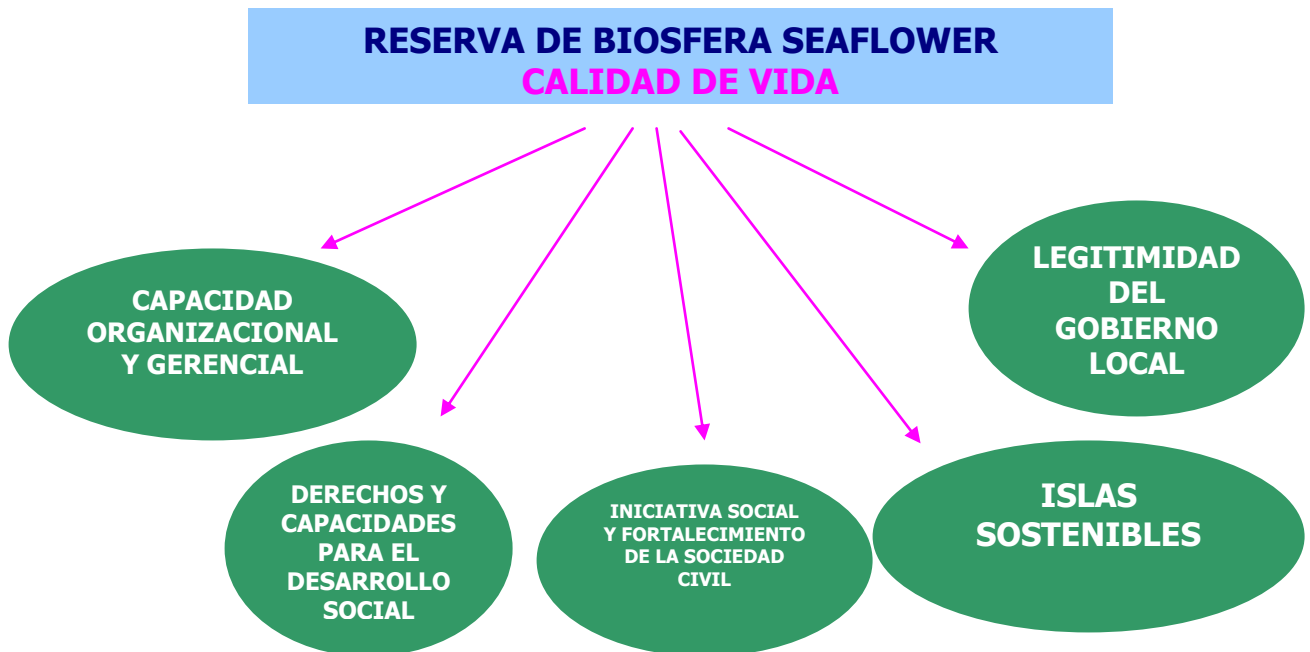 RESERVA DE BIOSFERA SEAFLOWER
CALIDAD DE VIDA
CAPACIDAD
ORGANIZACIONAL
Y GERENCIAL
DERECHOS Y
CAPACIDADES
PARA EL
DESARROLLO
SOCIAL
INICIATIVA SOCIAL
Y FORTALECIMIENTO
DE LA SOCIEDAD
CIVIL
ISLAS
SOSTENIBLES
LEGITIMIDAD
DEL
GOBIERNO
LOCAL